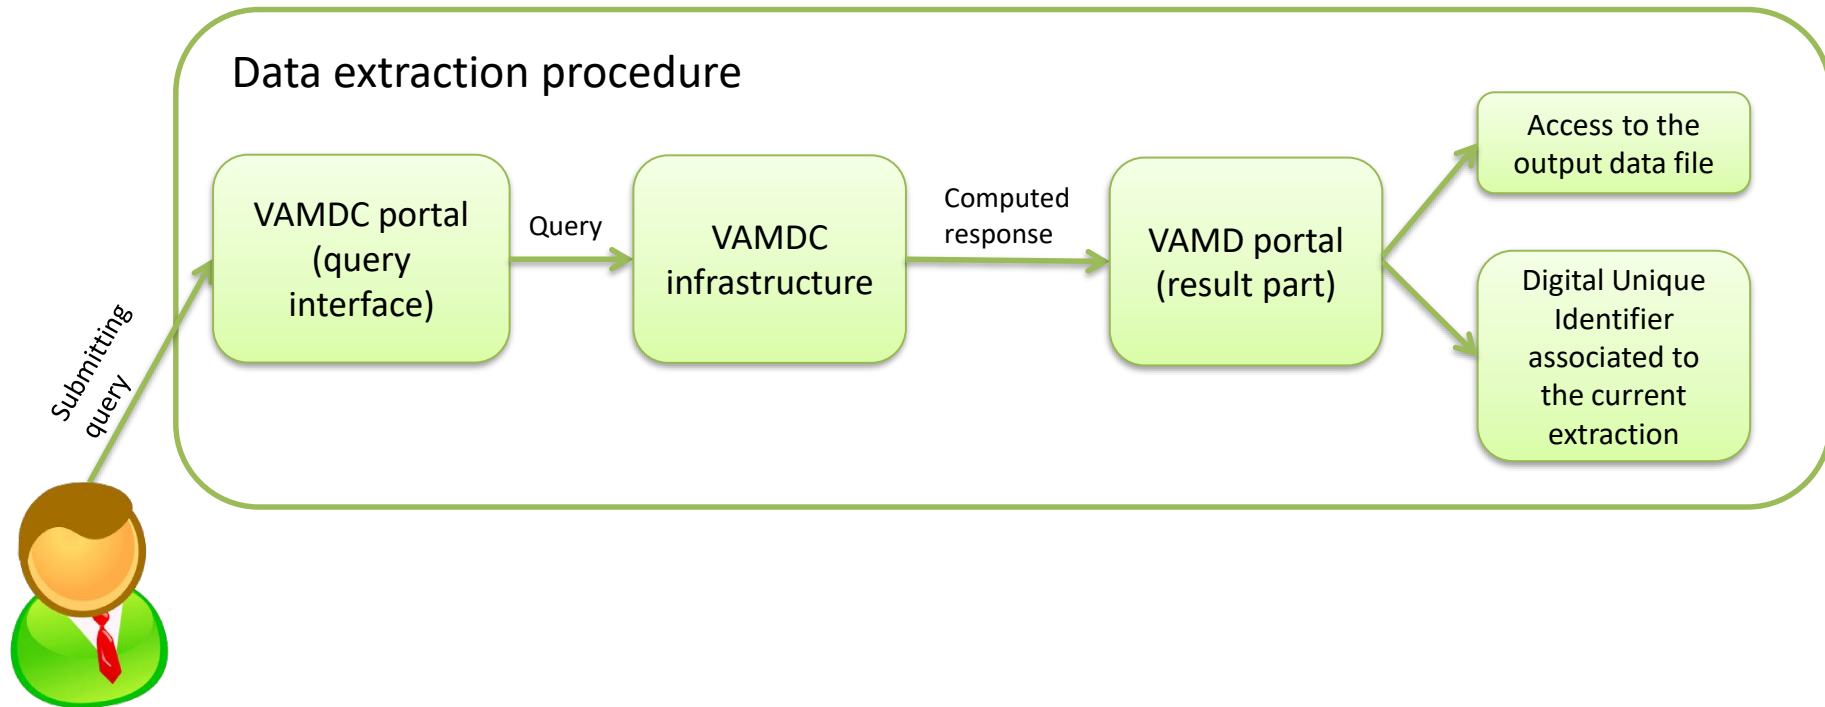 Data extraction procedure
Submitting
query
VAMDC portal
(query
interface)
Query
VAMDC
infrastructure
Computed
response
VAMD portal
(result part)
Access to the
output data file
Digital Unique
Identifier
associated to
the current
extraction